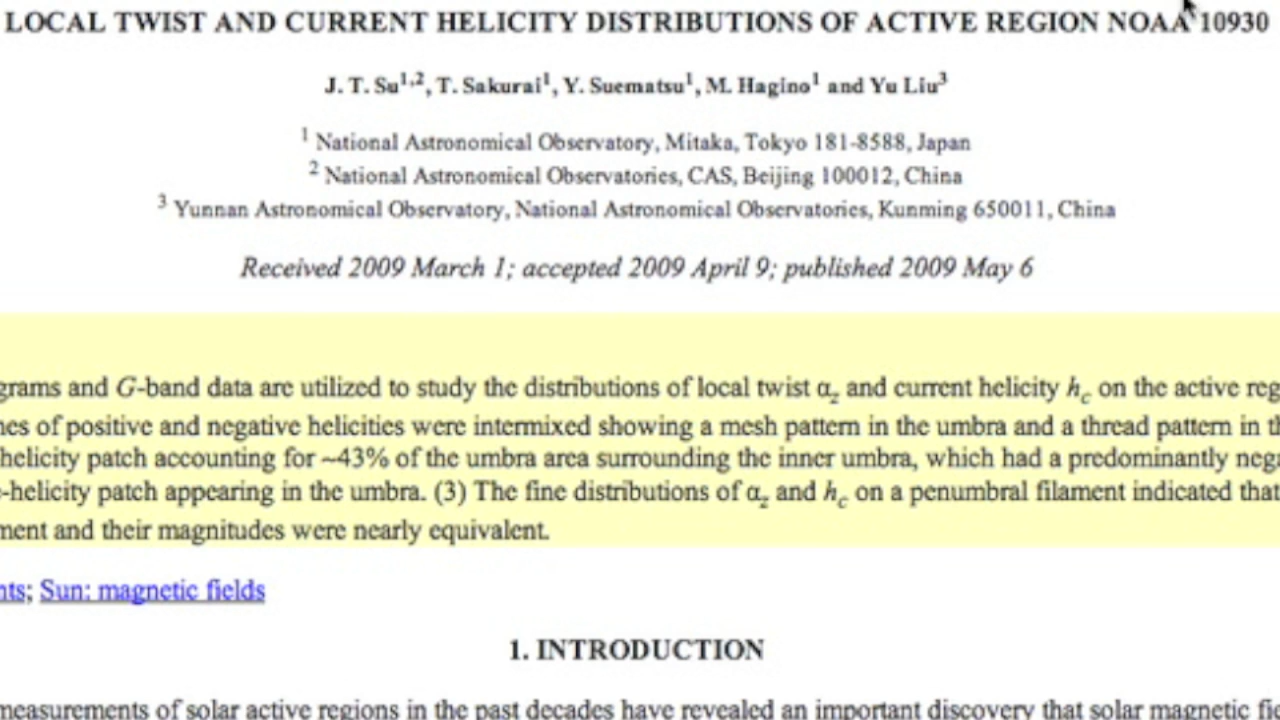 LOCAL TWIST AND CURRENT HELICITY DISTRIBUTIONS OF ACTIVE REGION NOAA 10930
J. T. Su1,2, T. Sakurai1, Y. Suematsu1, M. Hagino1 and Yu Liu3
1 National Astronomical Observatory, Mitaka, Tokyo 181-8588, Japan
2 National Astronomical Observatories, CAS, Beijing 100012, China
3 Yunnan Astronomical Observatory, National Astronomical Observatories, Kunming 650011, China
Received 2009 March 1; accepted 2009 April 9; published 2009 May 6
grams and G-band data are utilized to study the distributions of local twist αz and current helicity hc on the active reg
nes of positive and negative helicities were intermixed showing a mesh pattern in the umbra and a thread pattern in th
helicity patch accounting for ~43% of the umbra area surrounding the inner umbra, which had a predominantly neg
-helicity patch appearing in the umbra. (3) The fine distributions of αz and hc on a penumbral filament indicated that
ment and their magnitudes were nearly equivalent.
nts; Sun: magnetic fields
1. INTRODUCTION
measurements of solar active regions in the past decades have revealed an important discovery that solar magnetic fie